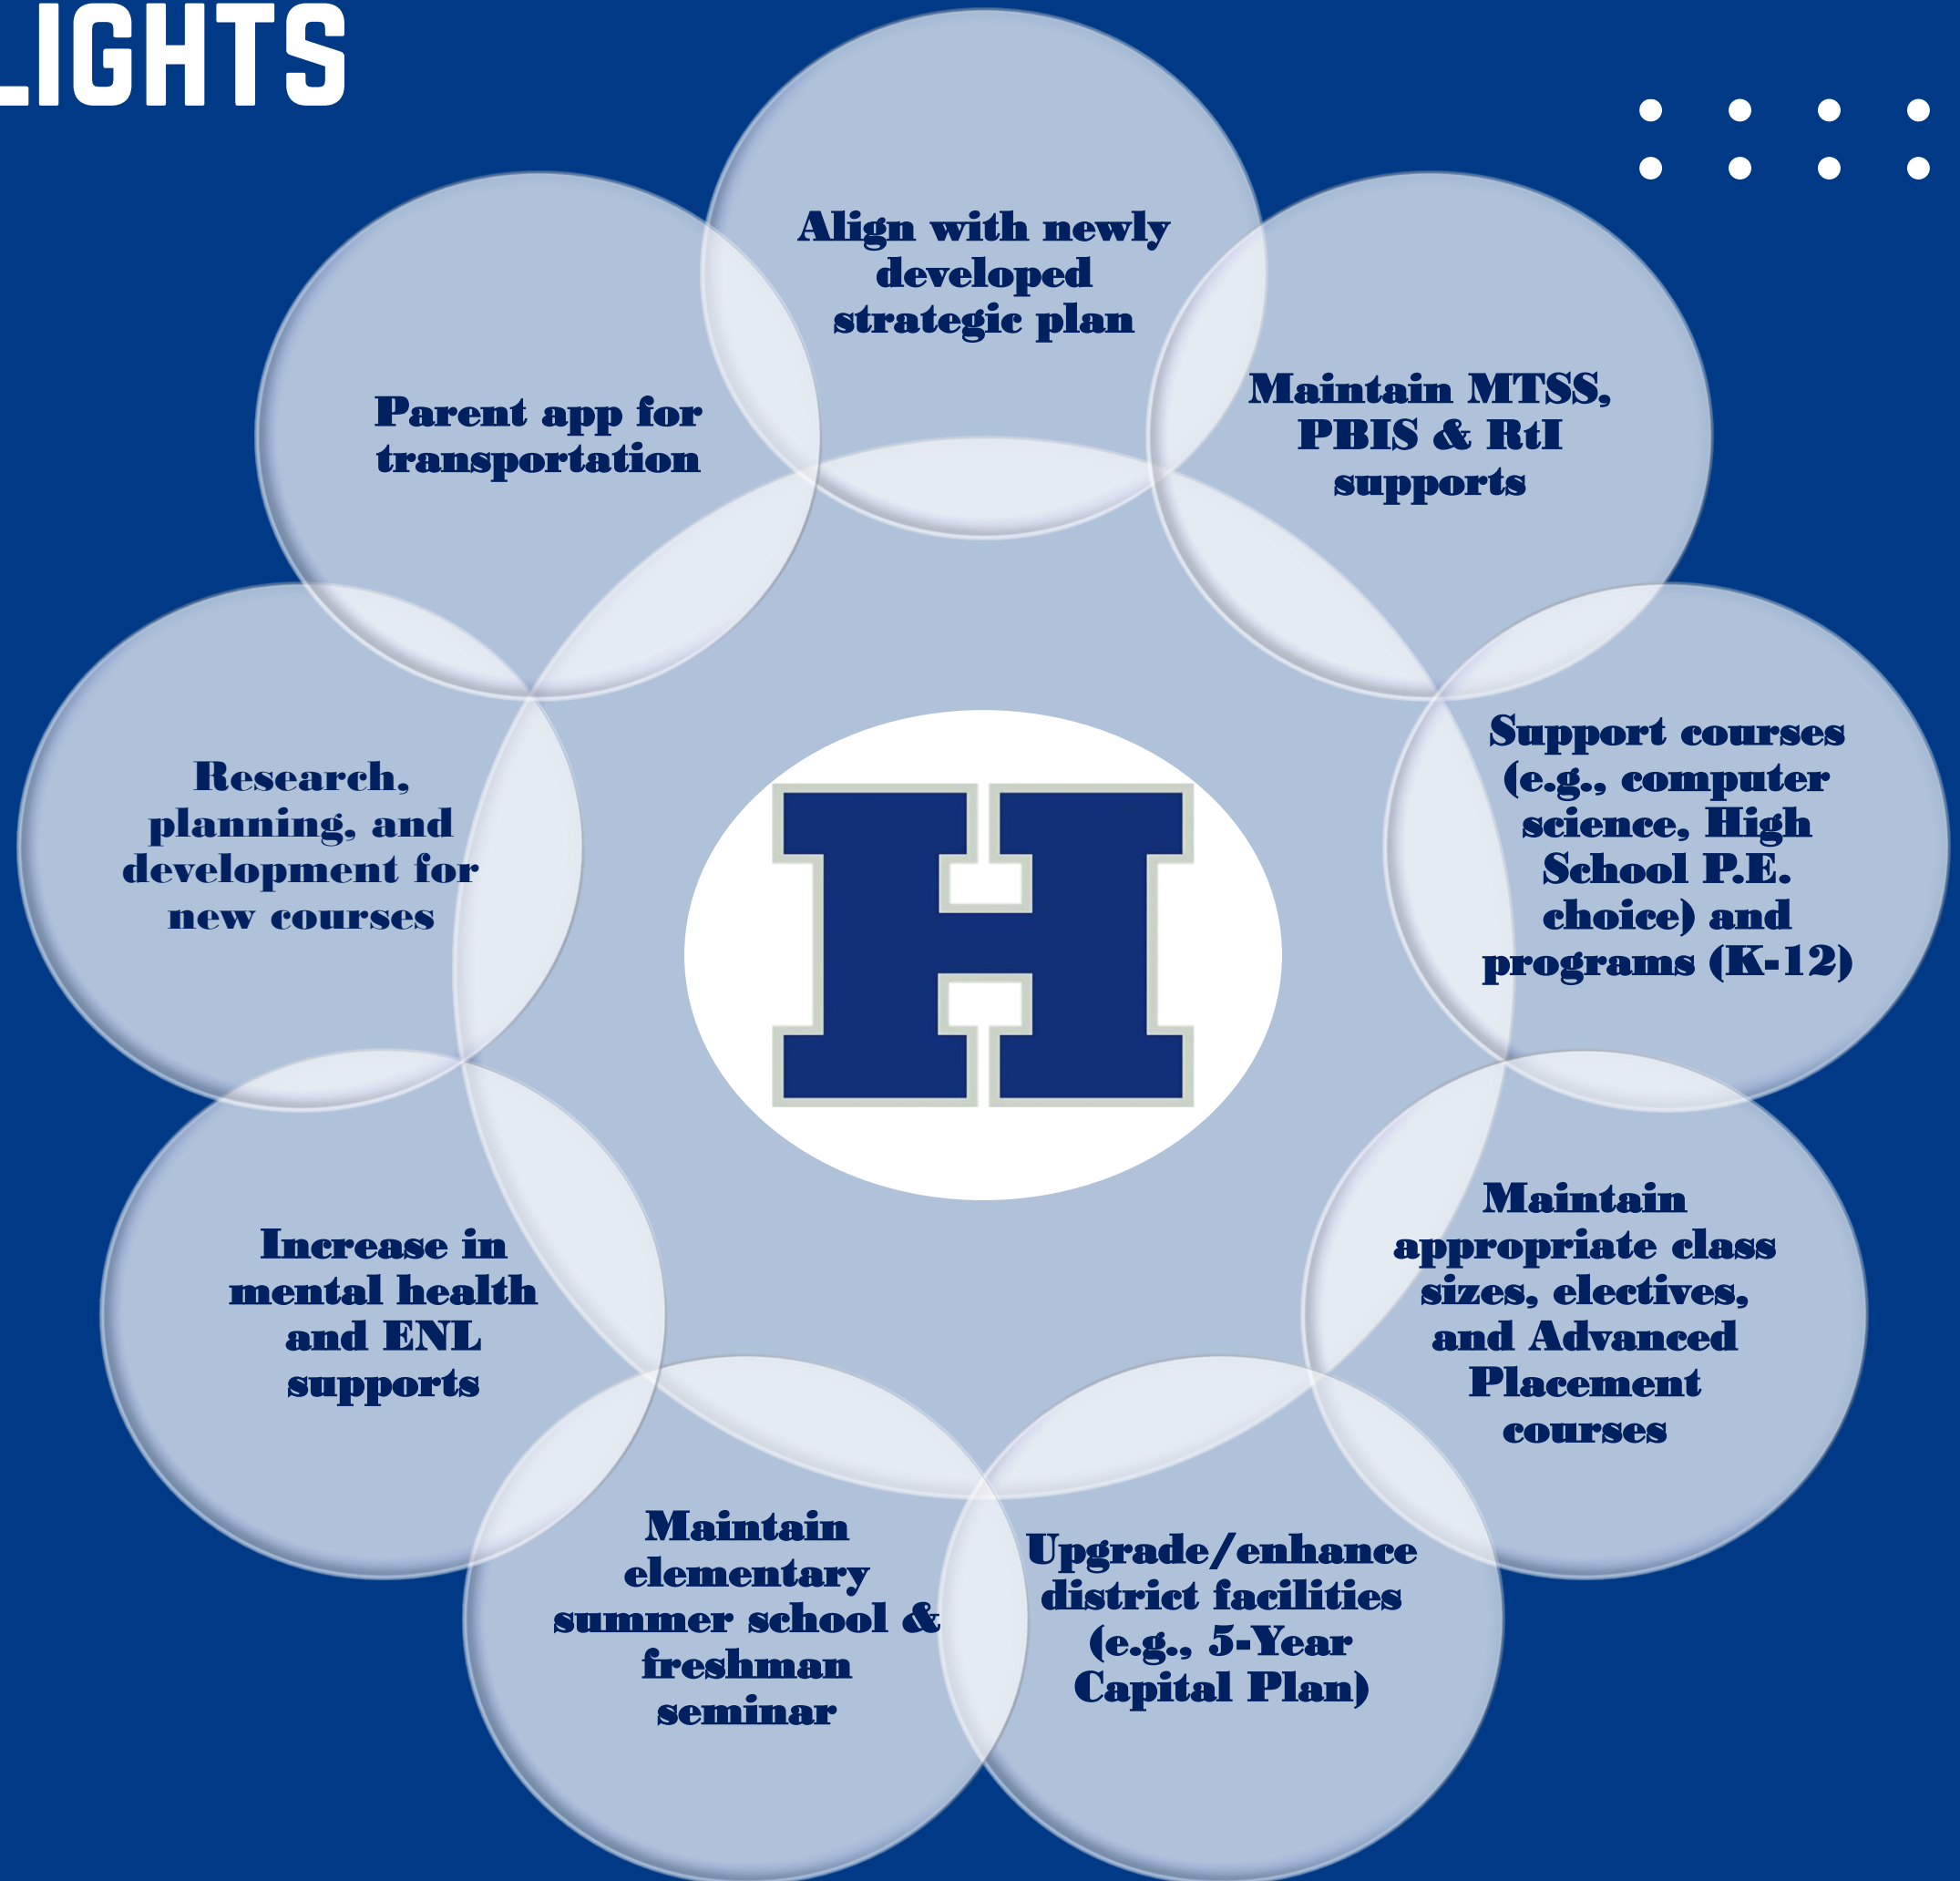 LIGHTS
Align with newly
developed
strategic plan
Maintain MTSS,
PBIS & RtI
supports
Support courses
(e.g., computer
science, High
School P.E.
choice) and
programs (K-12)
Maintain
appropriate class
sizes, electives,
and Advanced
Placement
courses
Upgrade/enhance
district facilities
(e.g., 5-Year
Capital Plan)
Maintain
elementary
summer school &
freshman
seminar
Increase in
mental health
and ENL
supports
Research,
planning, and
development for
new courses
Parent app for
transportation
H